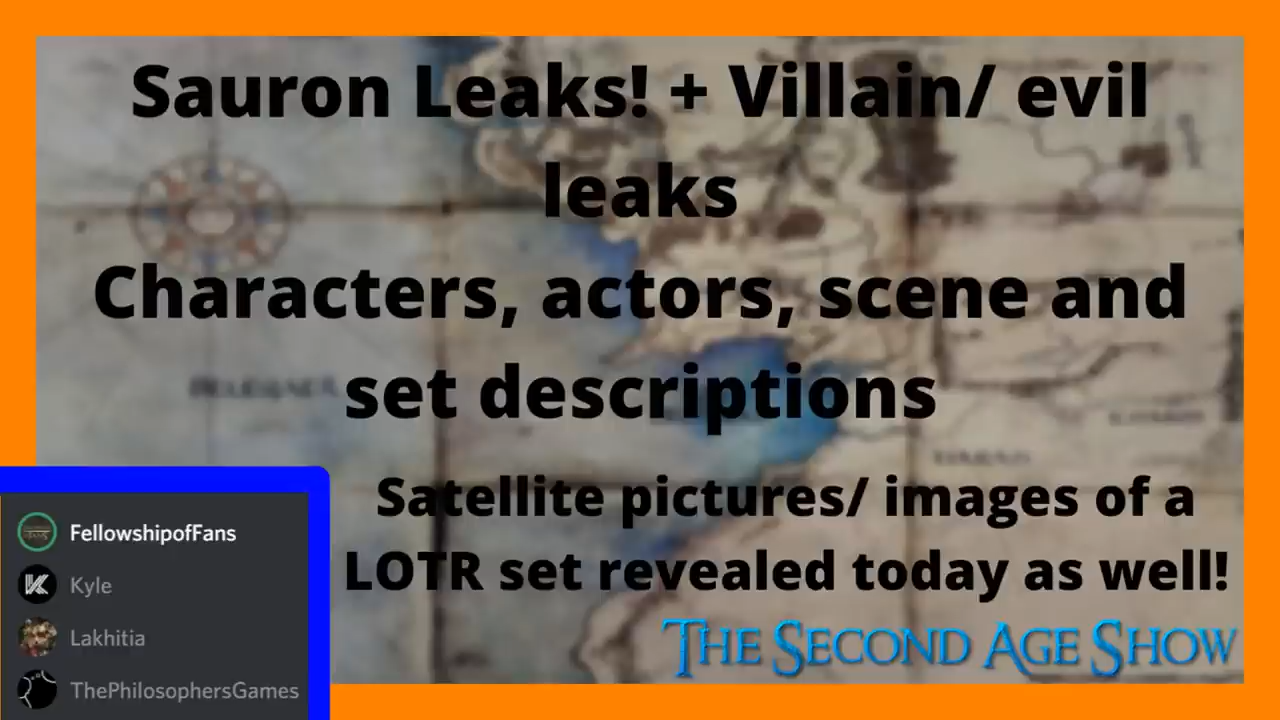 Sauron Leaks! + Villain/ evil
leaks
Characters, actors, scene and
set descriptions
Satellite pictures/ images of a
LOTR set revealed today as well!
THE SECOND AGE SHOW
FellowshipofFans
Kyle
Lakhitia
ThePhilosophersGames